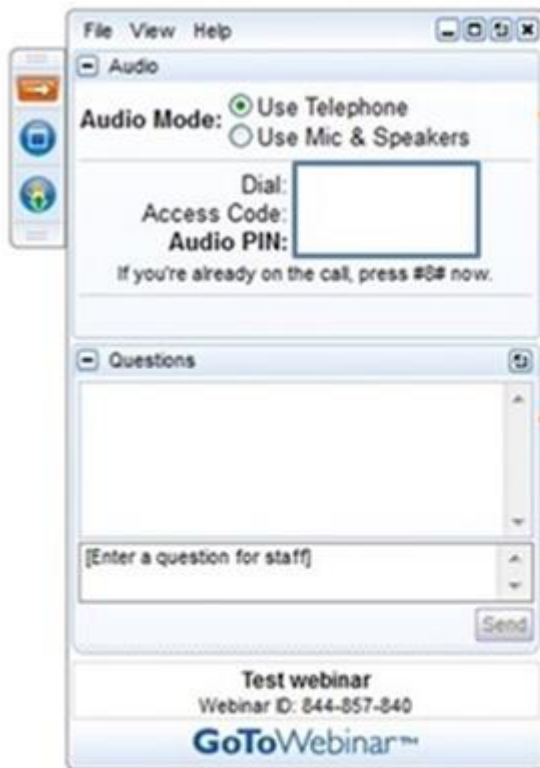 File View Help
Audio
Audio Mode: Use Telephone
Use Mic & Speakers
Dial:
Access Code:
Audio PIN:
If you're already on the call, press #8# now.
Questions
[Enter a question for staff]
Send
Test webinar
Webinar ID: 844-857-840
GoToWebinar™